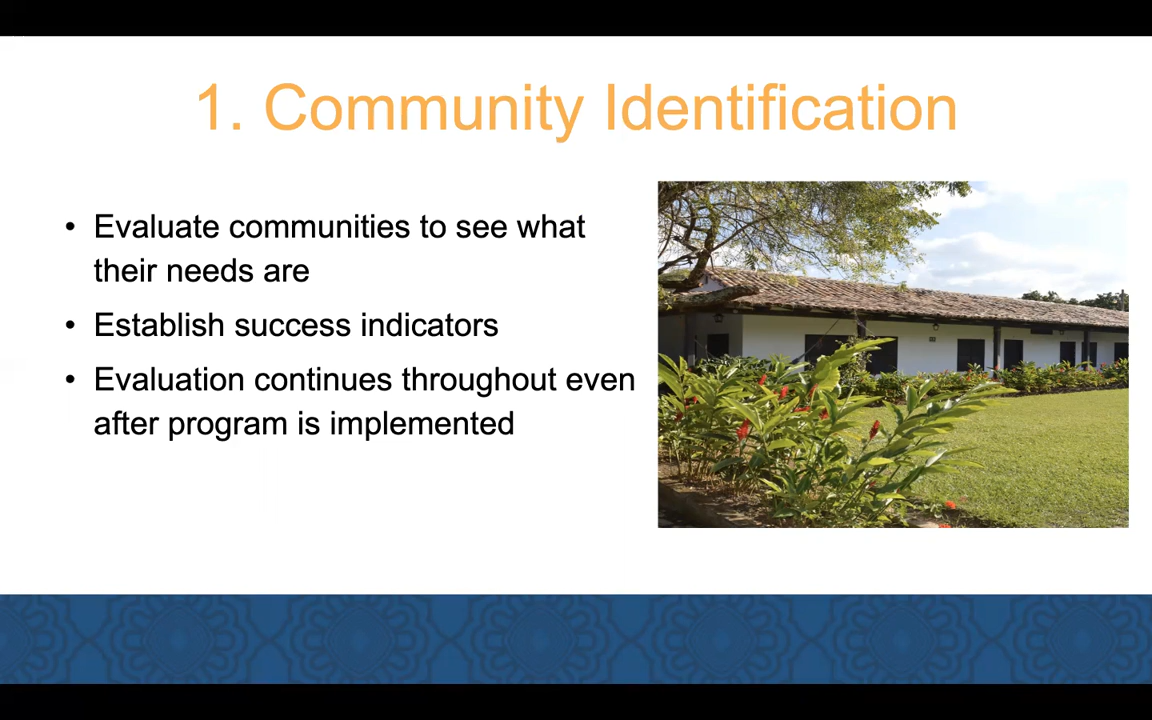 1. Community Identification
• Evaluate communities to see what
their needs are
• Establish success indicators
• Evaluation continues throughout even
after program is implemented